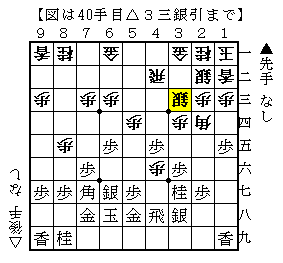 【図は40手目△３三銀引まで】
９ ８ ７ ６ ５ ４ ３ ２ １
香 桂 金 金 桂 玉 一
飛 銀 香 二
歩 歩 歩 銀 歩 歩 三
歩 歩 角 四
歩 歩 歩 歩 五
歩 歩 歩 六
歩 歩 角 銀 歩 桂 歩 七
金 玉 金 飛 銀 八
香 桂 香 九
▲先手 なし
△後手 なし